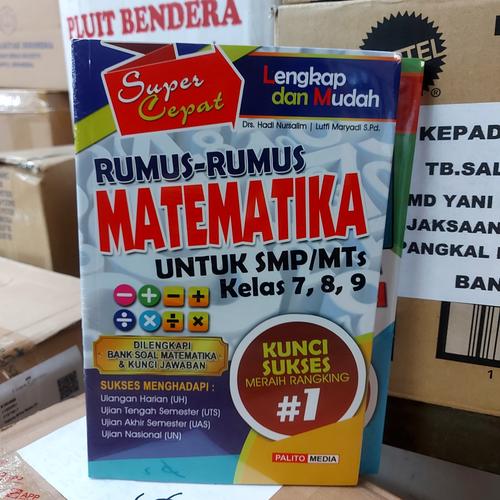 PLUIT BENDERA
Super
Cepat
Lengkap
dan Mudah
Drs. Hadi Nursalim | Lutfi Maryadi S.Pd.
RUMUS-RUMUS
MATEMATIKA
UNTUK SMP/MTs
Kelas 7, 8, 9
DILENGKAPI
BANK SOAL MATEMATIKA
& KUNCI JAWABAN
SUKSES MENGHADAPI :
Ulangan Harian (UH)
Ujian Tengah Semester (UTS)
Ujian Akhir Semester (UAS)
Ujian Nasional (UN)
KUNCI
SUKSES
MERAIH RANGKING
#1
PALITO MEDIA
KEPAD
TB.SAL
MD YANI
JAKSAAN
PANGKAL
BAN